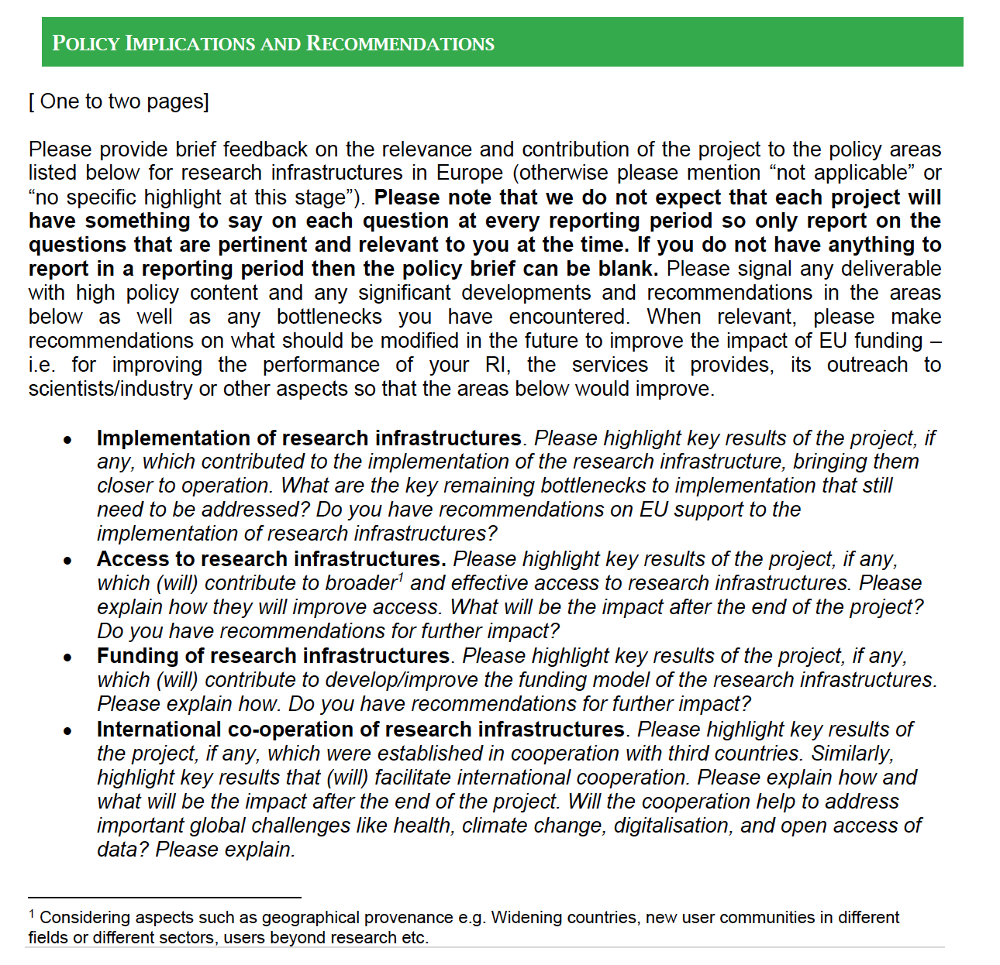 POLICY IMPLICATIONS AND RECOMMENDATIONS
[ One to two pages]
Please provide brief feedback on the relevance and contribution of the project to the policy areas
listed below for research infrastructures in Europe (otherwise please mention “not applicable” or
“no specific highlight at this stage”). Please note that we do not expect that each project will
have something to say on each question at every reporting period so only report on the
questions that are pertinent and relevant to you at the time. If you do not have anything to
report in a reporting period then the policy brief can be blank. Please signal any deliverable
with high policy content and any significant developments and recommendations in the areas
below as well as any bottlenecks you have encountered. When relevant, please make
recommendations on what should be modified in the future to improve the impact of EU funding –
i.e. for improving the performance of your RI, the services it provides, its outreach to
scientists/industry or other aspects so that the areas below would improve.
• Implementation of research infrastructures. Please highlight key results of the project, if
any, which contributed to the implementation of the research infrastructure, bringing them
closer to operation. What are the key remaining bottlenecks to implementation that still
need to be addressed? Do you have recommendations on EU support to the
implementation of research infrastructures?
• Access to research infrastructures. Please highlight key results of the project, if any,
which (will) contribute to broader¹ and effective access to research infrastructures. Please
explain how they will improve access. What will be the impact after the end of the project?
Do you have recommendations for further impact?
• Funding of research infrastructures. Please highlight key results of the project, if any,
which (will) contribute to develop/improve the funding model of the research infrastructures.
Please explain how. Do you have recommendations for further impact?
• International co-operation of research infrastructures. Please highlight key results of
the project, if any, which were established in cooperation with third countries. Similarly,
highlight key results that (will) facilitate international cooperation. Please explain how and
what will be the impact after the end of the project. Will the cooperation help to address
important global challenges like health, climate change, digitalisation, and open access of
data? Please explain.
¹ Considering aspects such as geographical provenance e.g. Widening countries, new user communities in different
fields or different sectors, users beyond research etc.